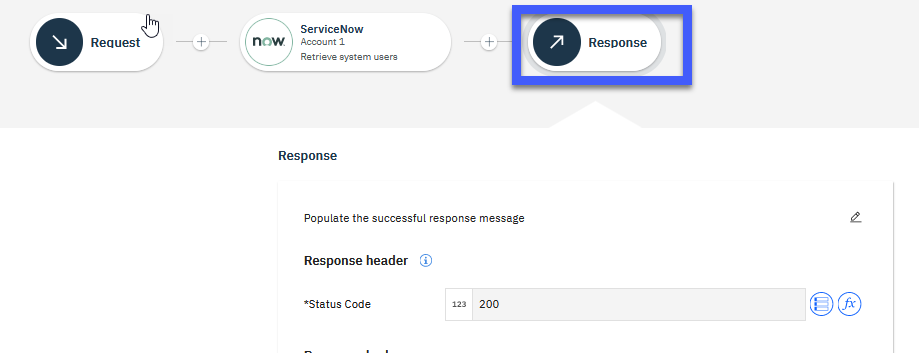 Request
now.
ServiceNow
Account 1
Retrieve system users
Response
Response
Populate the successful response message
Response header
*Status Code
123
200
fx